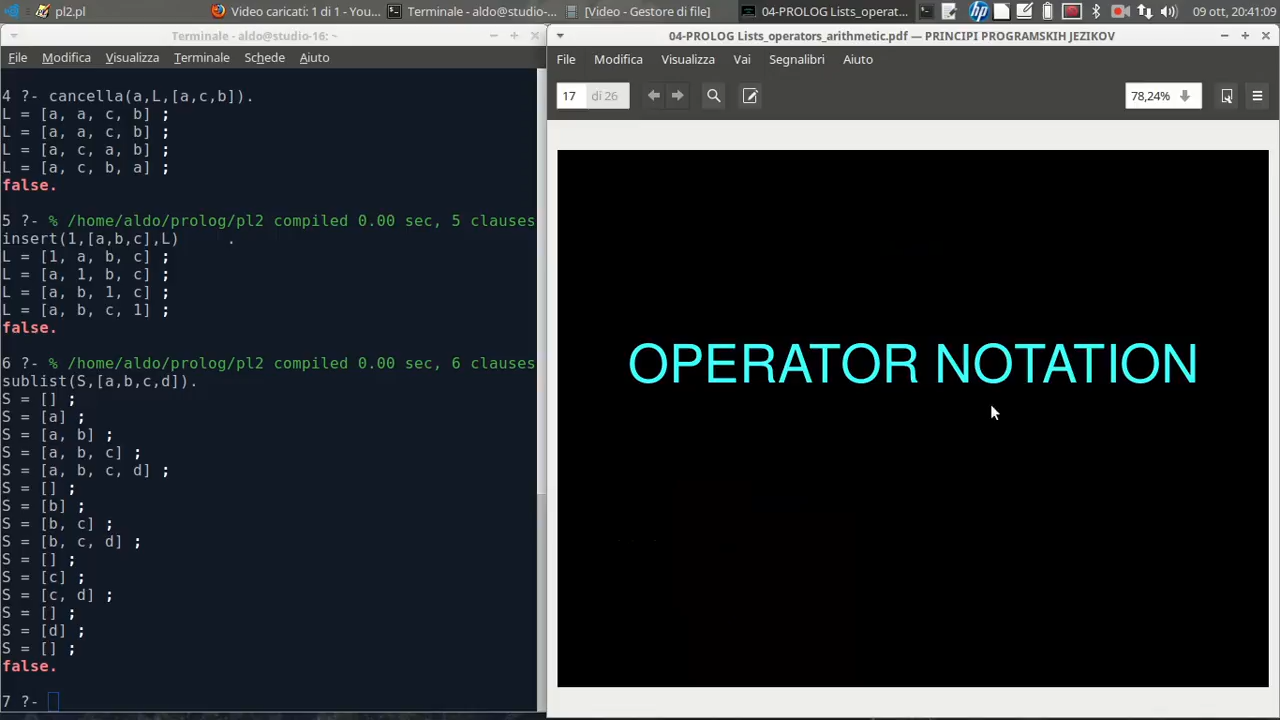 pl2.pl
Video caricati: 1 di 1 - You...
Terminale - aldo@studio-...
[Video - Gestore di file]
04-PROLOG Lists_operat...
09 ott, 20:41:09
Terminale - aldo@studio-16: ~
File Modifica Visualizza Terminale Schede Aiuto
4 ?- cancella(a,L,[a,c,b]).
L = [a, a, c, b] ;
L = [a, a, c, b] ;
L = [a, c, a, b] ;
L = [a, c, b, a] ;
false.
5 ?- % /home/aldo/prolog/pl2 compiled 0.00 sec, 5 clauses
insert(1,[a,b,c],L) .
L = [1, a, b, c] ;
L = [a, 1, b, c] ;
L = [a, b, 1, c] ;
L = [a, b, c, 1] ;
false.
6 ?- % /home/aldo/prolog/pl2 compiled 0.00 sec, 6 clauses
sublist(S,[a,b,c,d]).
S = [] ;
S = [a] ;
S = [a, b] ;
S = [a, b, c] ;
S = [a, b, c, d] ;
S = [] ;
S = [b] ;
S = [b, c] ;
S = [b, c, d] ;
S = [] ;
S = [c] ;
S = [c, d] ;
S = [] ;
S = [d] ;
S = [] ;
false.
7 ?-
04-PROLOG Lists_operators_arithmetic.pdf — PRINCIPI PROGRAMSKIH JEZIKOV
File Modifica Visualizza Vai Segnalibri Aiuto
17 di 26
78,24%
OPERATOR NOTATION